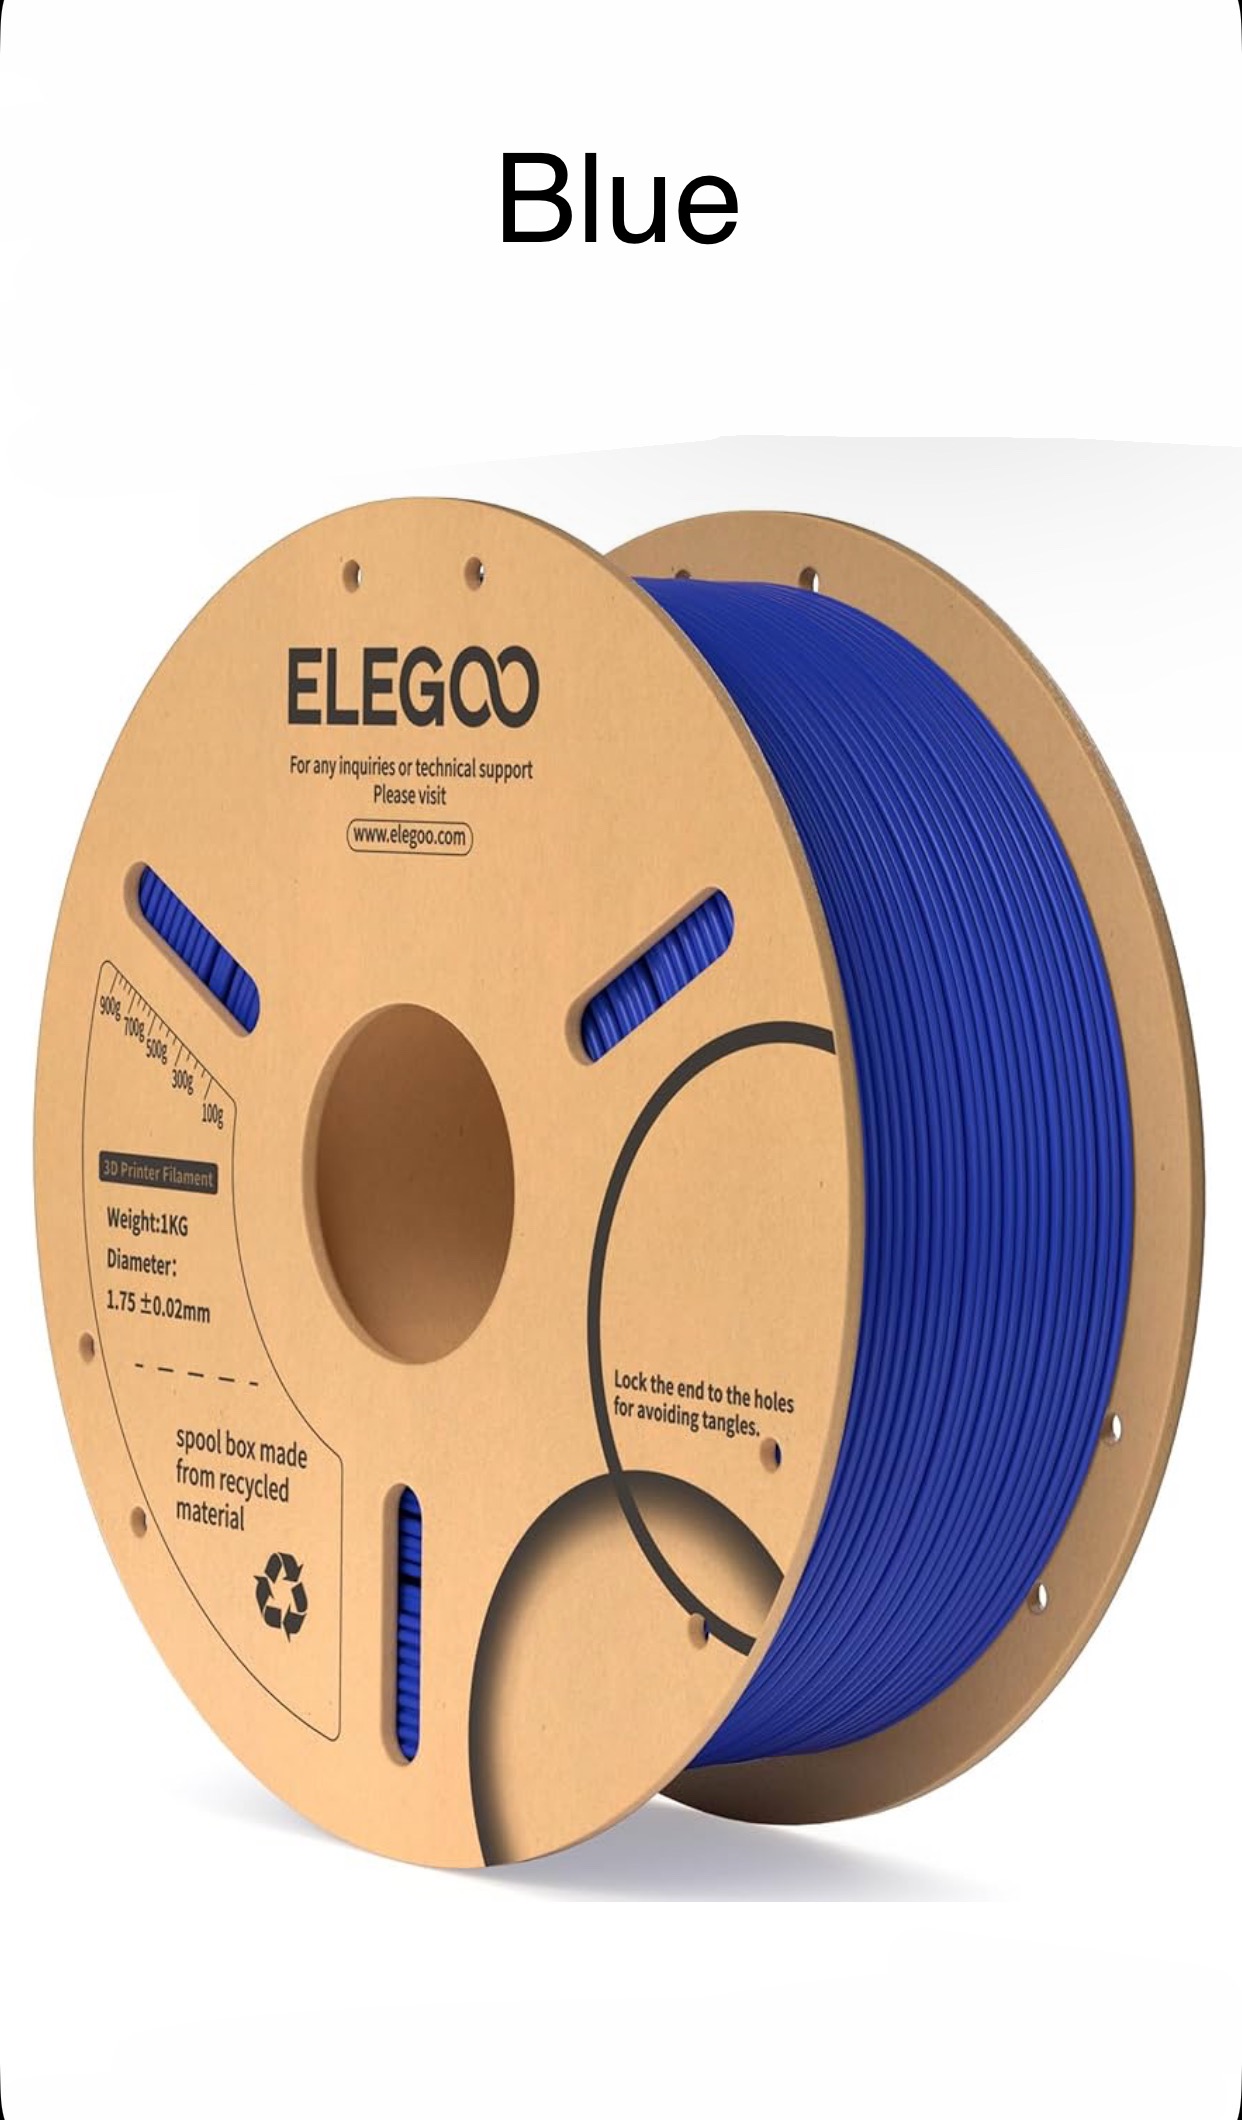 Blue
ELEGOO
For any inquiries or technical support
Please visit
www.elegoo.com
900g
700g
500g
300g
100g
3D Printer Filament
Weight:1KG
Diameter:
1.75 ±0.02mm
spool box made
from recycled
material
Lock the end to the holes
for avoiding tangles.